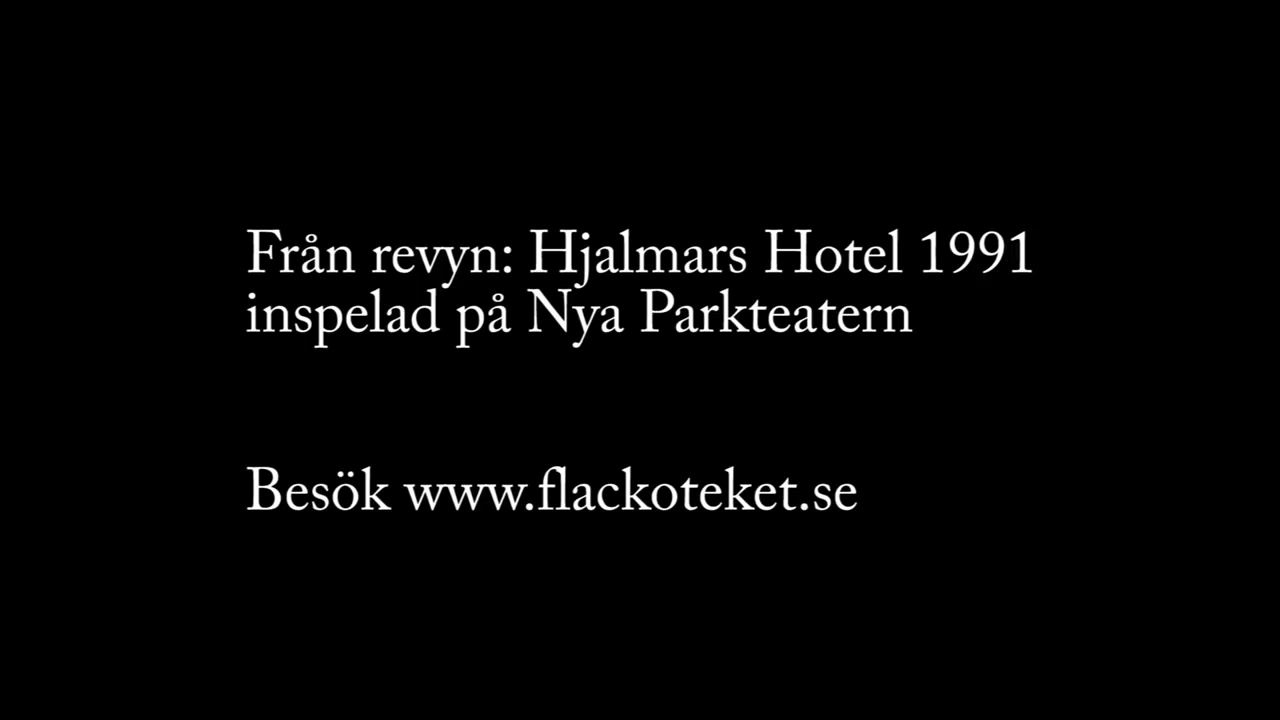 Från revyn: Hjalmars Hotel 1991
inspelad på Nya Parkteatern
Besök www.flackoteket.se